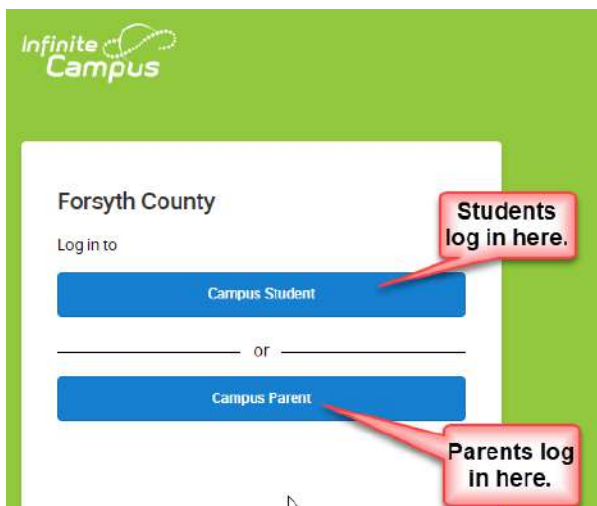 Infinite
Campus
Forsyth County
Log in to
Students
log in here.
Campus Student
or
Campus Parent
Parents log
in here.